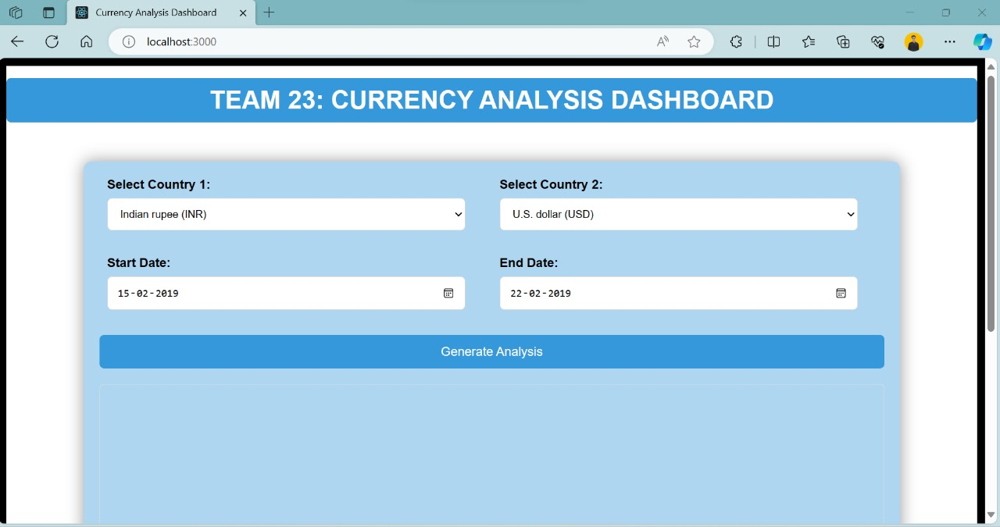 Currency Analysis Dashboard
localhost:3000
TEAM 23: CURRENCY ANALYSIS DASHBOARD
Select Country 1: Select Country 2:
Indian rupee (INR) U.S. dollar (USD)
Start Date: End Date:
15-02-2019 22-02-2019
Generate Analysis